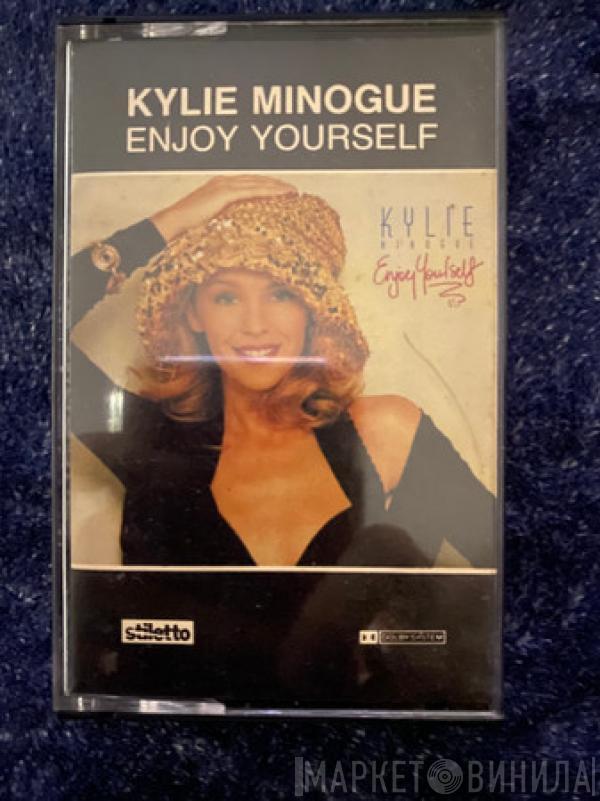 KYLIE MINOGUE
ENJOY YOURSELF
KYLIE
MINOGUE
Enjoy Yourself
stiletto
DOLBY SYSTEM
МАРКЕТ ВИНИЛА